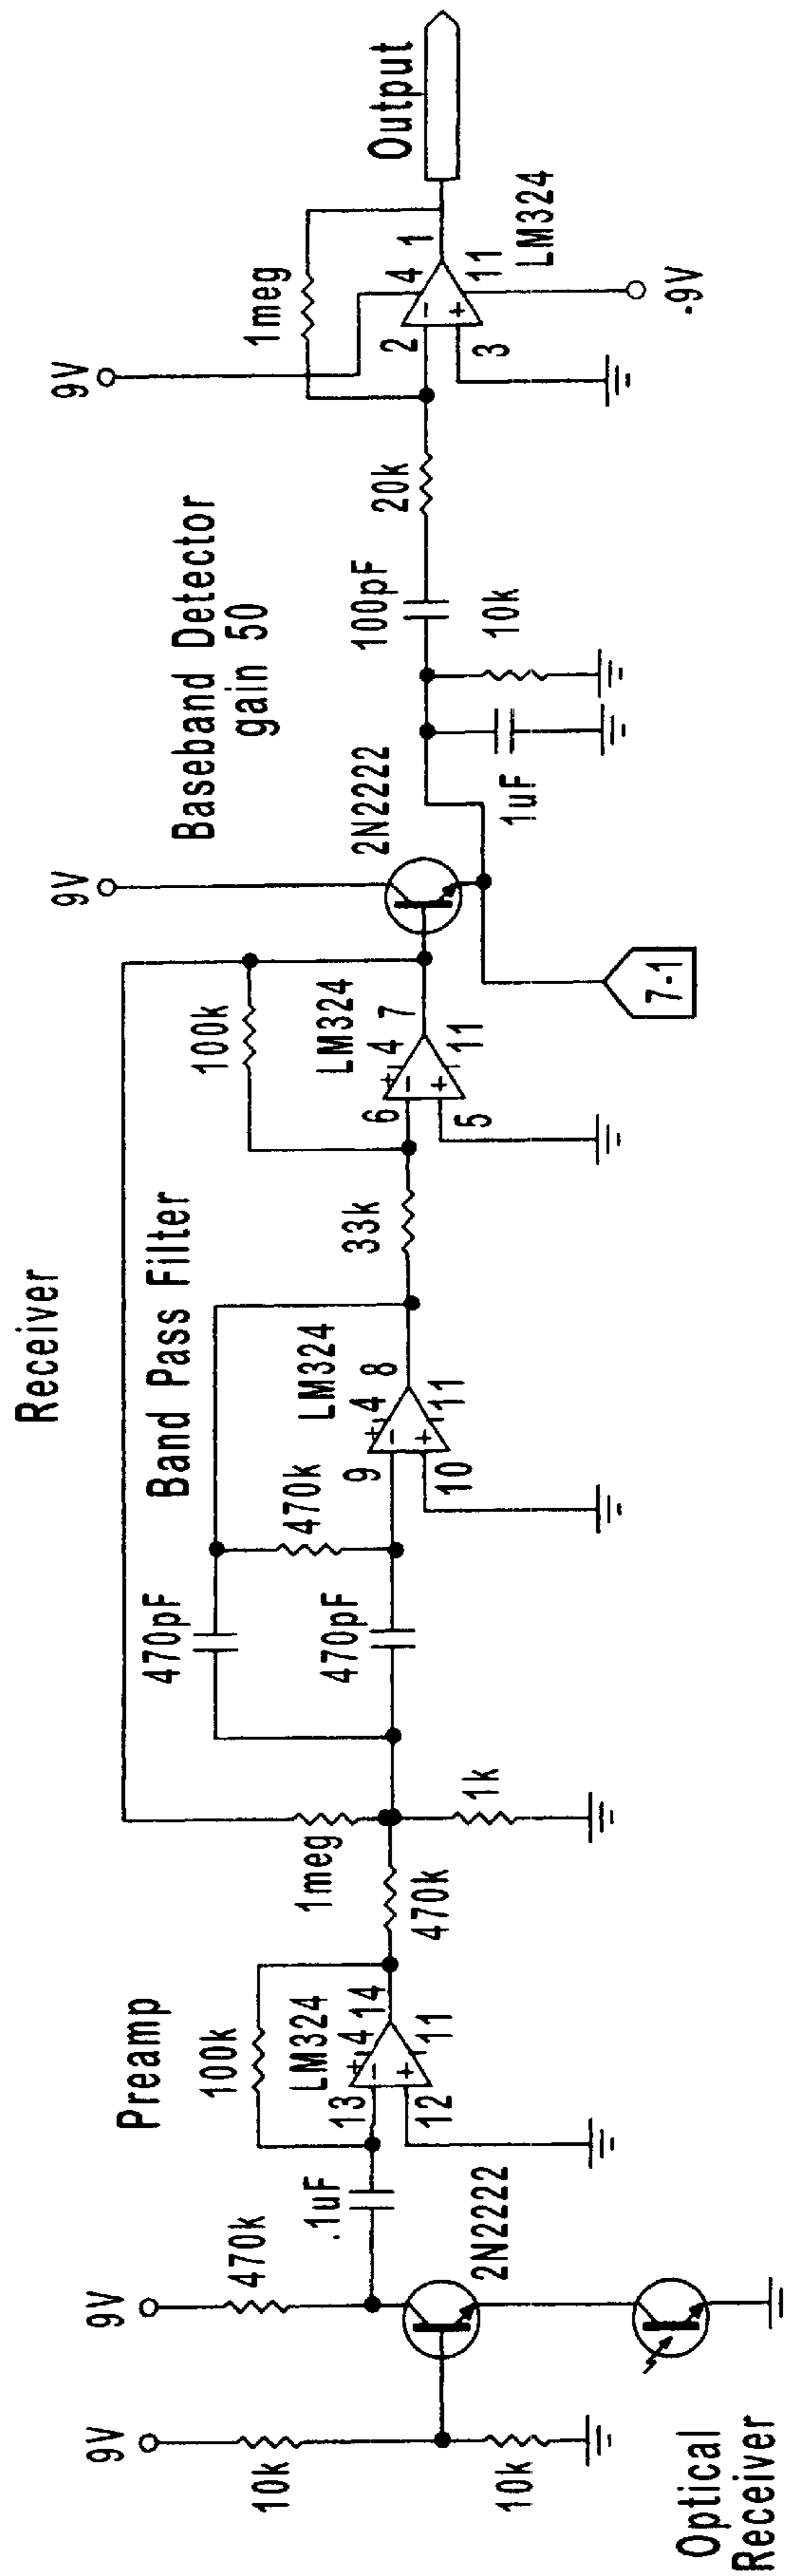 Receiver
Optical
Receiver
9V
10k
10k
9V
470k
2N2222
.1uF
Preamp
100k
LM324
13
12
+4
14
11
470k
1meg
1k
Band Pass Filter
470pF
470pF
470k
LM324
9
10
+4
8
11
33k
100k
LM324
6
5
+4
7
11
9V
2N2222
7-1
Baseband Detector
gain 50
1uF
10k
100pF
20k
9V
1meg
2
3
4
1
11
LM324
-9V
Output